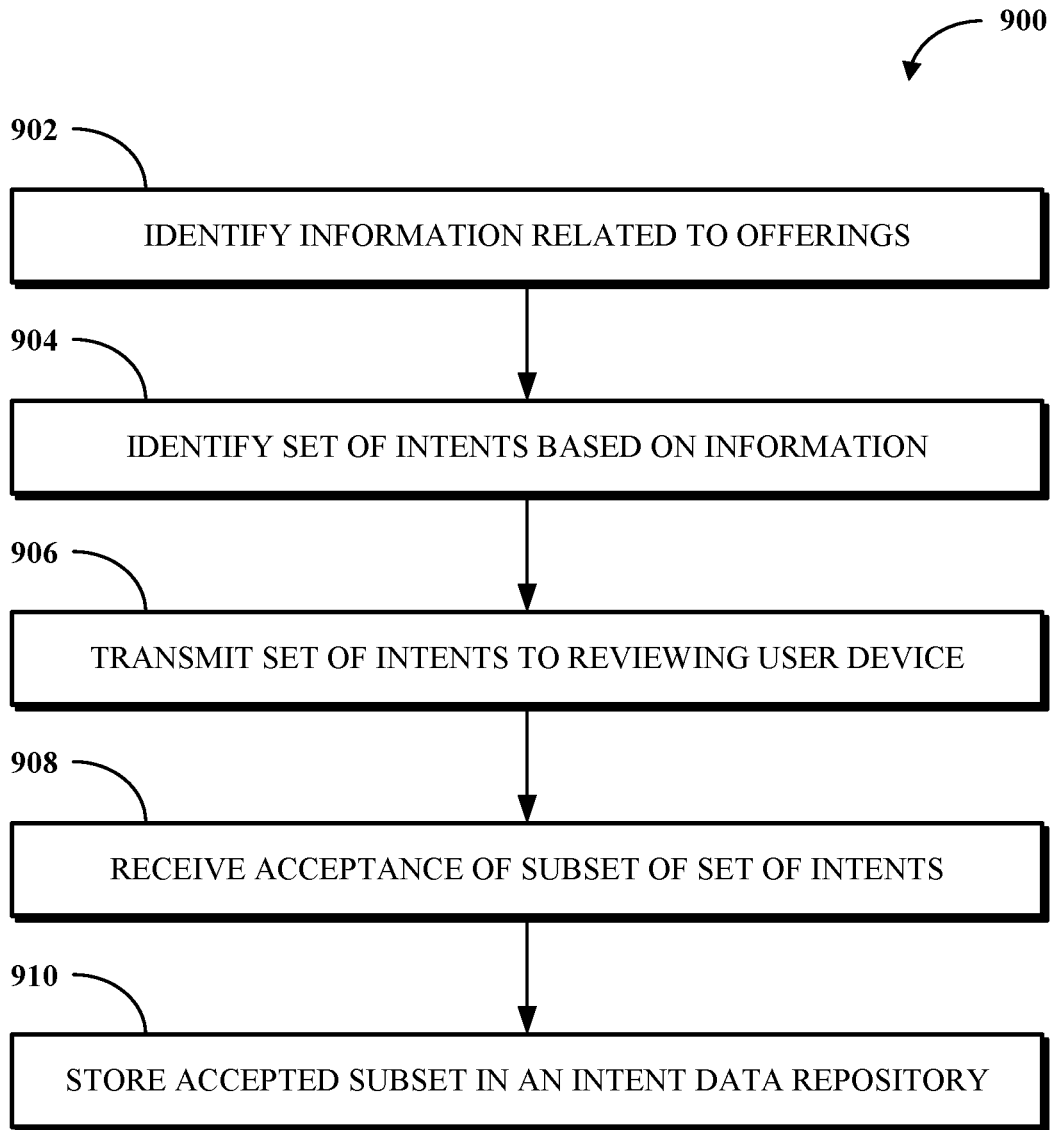 900
902
IDENTIFY INFORMATION RELATED TO OFFERINGS
904
IDENTIFY SET OF INTENTS BASED ON INFORMATION
906
TRANSMIT SET OF INTENTS TO REVIEWING USER DEVICE
908
RECEIVE ACCEPTANCE OF SUBSET OF SET OF INTENTS
910
STORE ACCEPTED SUBSET IN AN INTENT DATA REPOSITORY